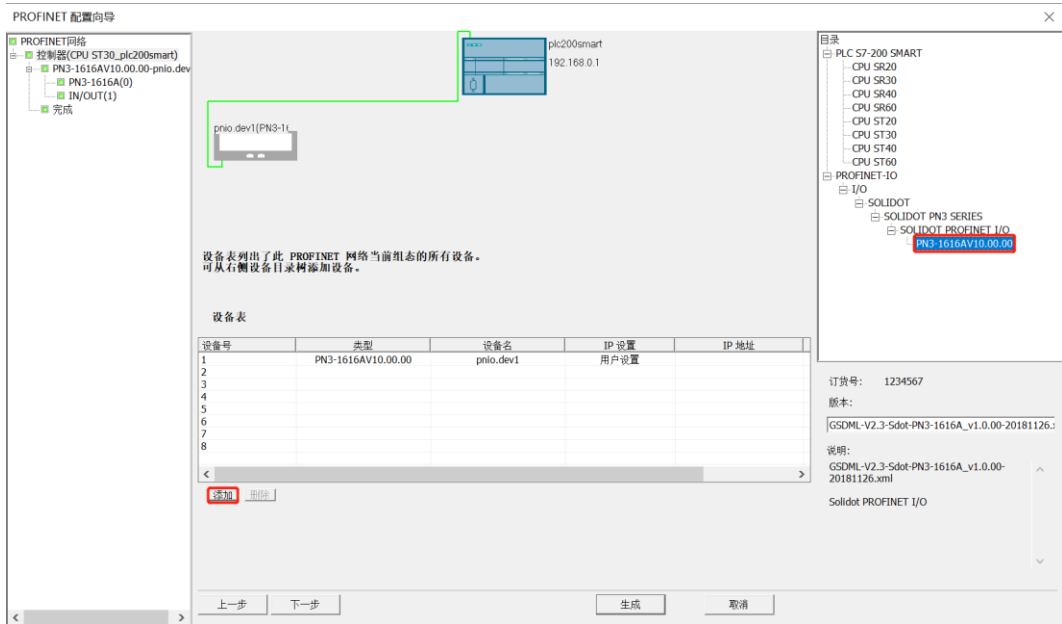 PROFINET 配置向导
PROFINET网络
控制器(CPU ST30_plc200smart)
PN3-1616AV10.00.00-pnio.dev
PN3-1616A(0)
IN/OUT(1)
完成
plc200smart
192.168.0.1
pnio.dev1(PN3-16
设备表列出了此 PROFINET 网络当前组态的所有设备。
可从右侧设备目录树添加设备。
设备表
设备号 类型 设备名 IP 设置 IP 地址
1 PN3-1616AV10.00.00 pnio.dev1 用户设置
2
3
4
5
6
7
8
添加 删除
上一步 下一步 生成 取消
目录
PLC S7-200 SMART
CPU SR20
CPU SR30
CPU SR40
CPU SR60
CPU ST20
CPU ST30
CPU ST40
CPU ST60
PROFINET-IO
I/O
SOLIDOT
SOLIDOT PN3 SERIES
SOLIDOT PROFINET I/O
PN3-1616AV10.00.00
订货号: 1234567
版本:
GSDML-V2.3-Sdot-PN3-1616A_v1.0.00-20181126.x
说明:
GSDML-V2.3-Sdot-PN3-1616A_v1.0.00-
20181126.xml
Solidot PROFINET I/O